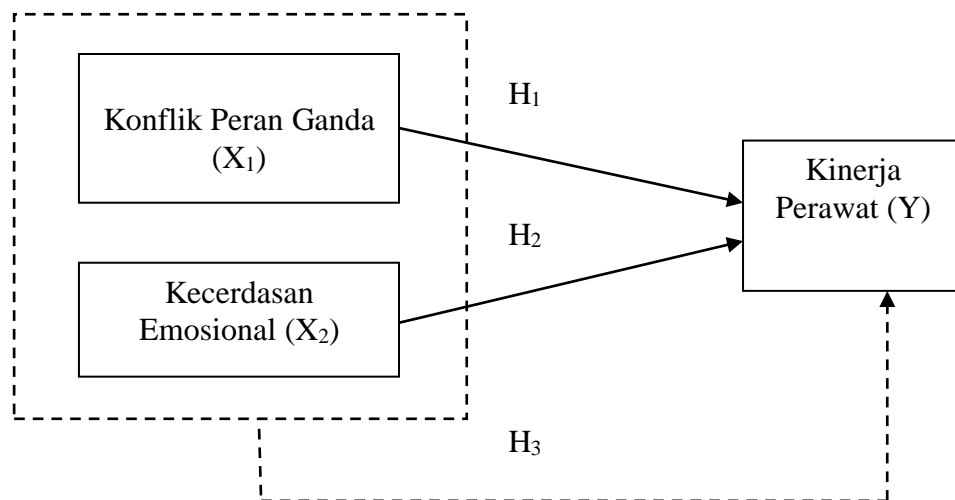 Konflik Peran Ganda
(X₁)
H₁
Kinerja
Perawat (Y)
H₂
Kecerdasan
Emosional (X₂)
H₃